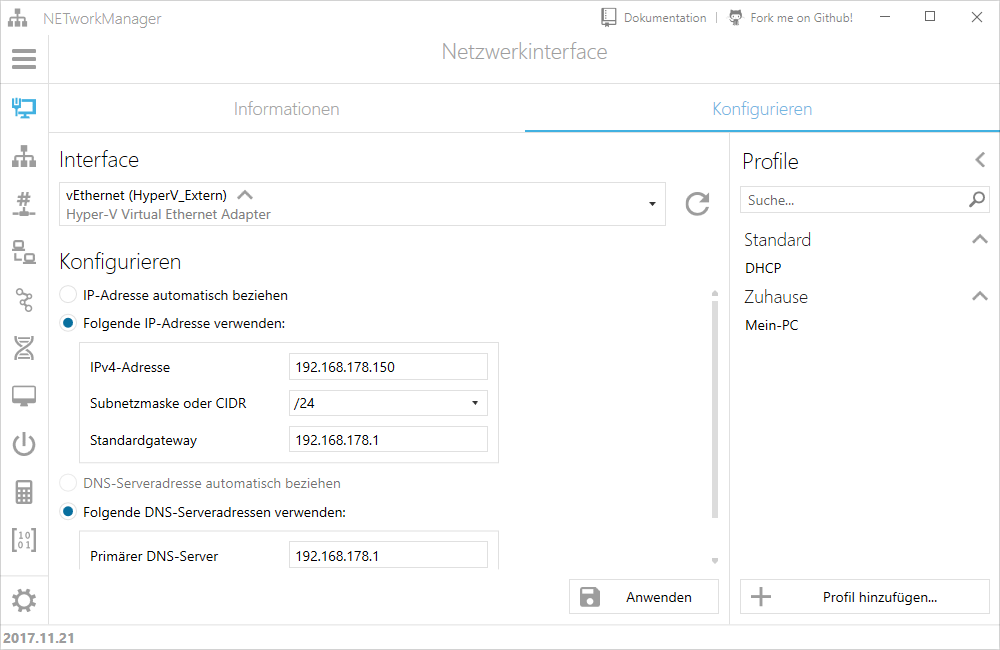 NETworkManager
Dokumentation
Fork me on Github!
Netzwerkinterface
Informationen
Konfigurieren
Interface
vEthernet (HyperV_Extern)
Hyper-V Virtual Ethernet Adapter
Konfigurieren
IP-Adresse automatisch beziehen
Folgende IP-Adresse verwenden:
IPv4-Adresse 192.168.178.150
Subnetzmaske oder CIDR /24
Standardgateway 192.168.178.1
DNS-Serveradresse automatisch beziehen
Folgende DNS-Serveradressen verwenden:
Primärer DNS-Server 192.168.178.1
Anwenden
Profile
Suche...
Standard
DHCP
Zuhause
Mein-PC
Profil hinzufügen...
2017.11.21